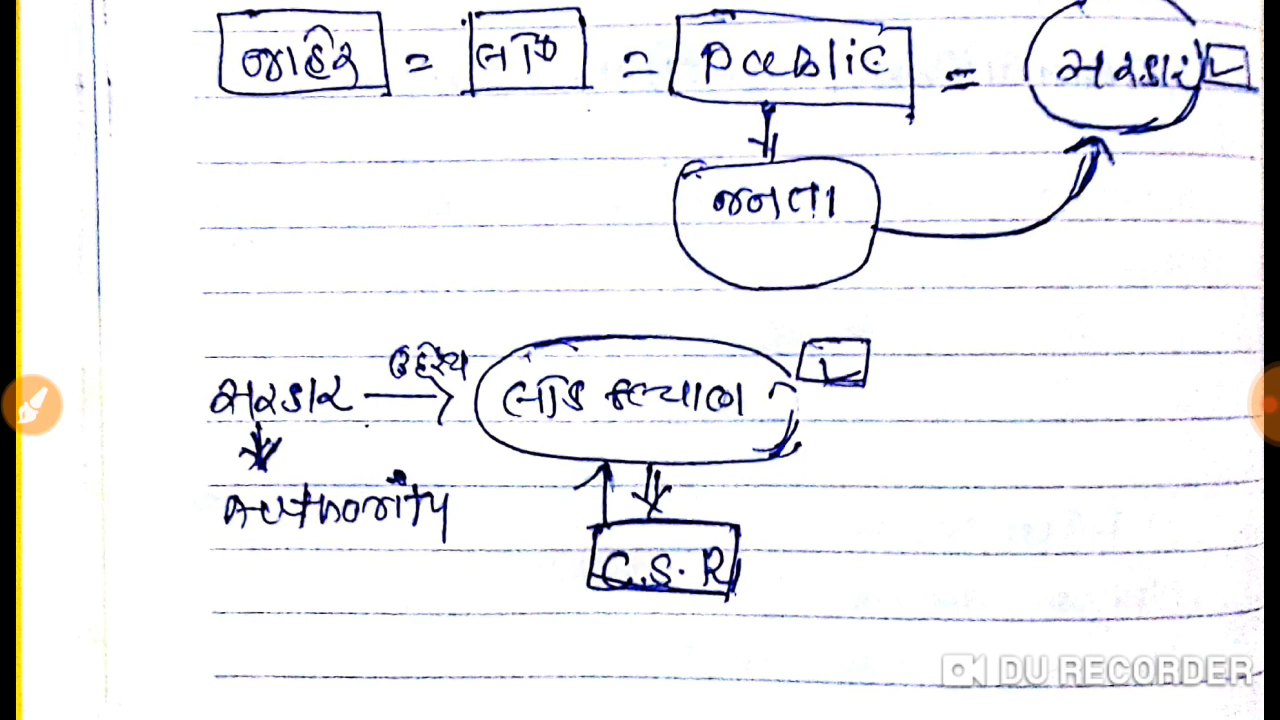 જાહેર = લોક = Public = સરકાર
જનતા
સરકાર → ઉદ્દેશ્ય લોક કલ્યાણ
Authority
C.S.R
DU RECORDER